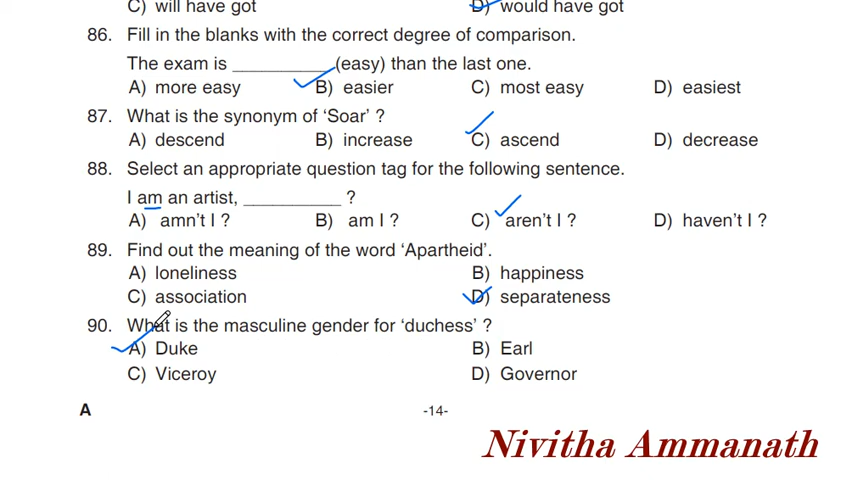 C) will have got D) would have got
86. Fill in the blanks with the correct degree of comparison.
The exam is __________ (easy) than the last one.
A) more easy B) easier C) most easy D) easiest
87. What is the synonym of ‘Soar’ ?
A) descend B) increase C) ascend D) decrease
88. Select an appropriate question tag for the following sentence.
I am an artist, __________ ?
A) amn’t I ? B) am I ? C) aren’t I ? D) haven’t I ?
89. Find out the meaning of the word ‘Apartheid’.
A) loneliness B) happiness
C) association D) separateness
90. What is the masculine gender for ‘duchess’ ?
A) Duke B) Earl
C) Viceroy D) Governor
A -14-
Nivitha Ammanath